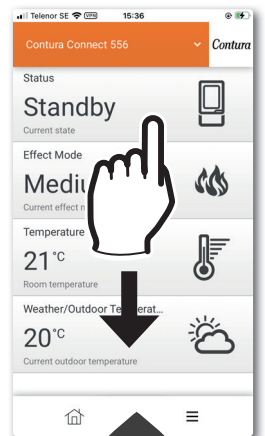 Telenor SE VPN 15:36
Contura Connect 556 Contura
Status
Standby
Current state
Effect Mode
Current effect
Temperature
21°C
Room temperature
Weather/Outdoor
20°C
Current outdoor temperature